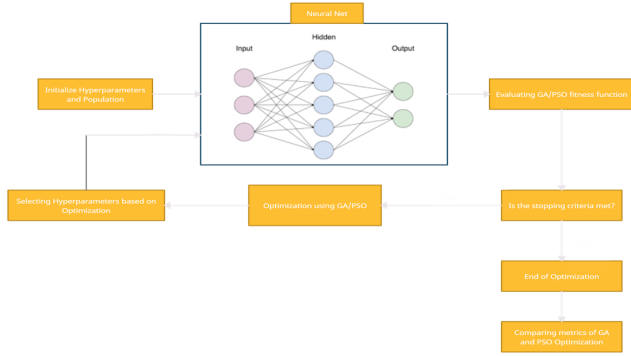 Neural Net
Input
Hidden
Output
Initialize Hyperparameters
and Population
Evaluating GA/PSO fitness function
Selecting Hyperparameters based on
Optimization
Optimization using GA/PSO
Is the stopping criteria met?
End of Optimization
Comparing metrics of GA
and PSO Optimization